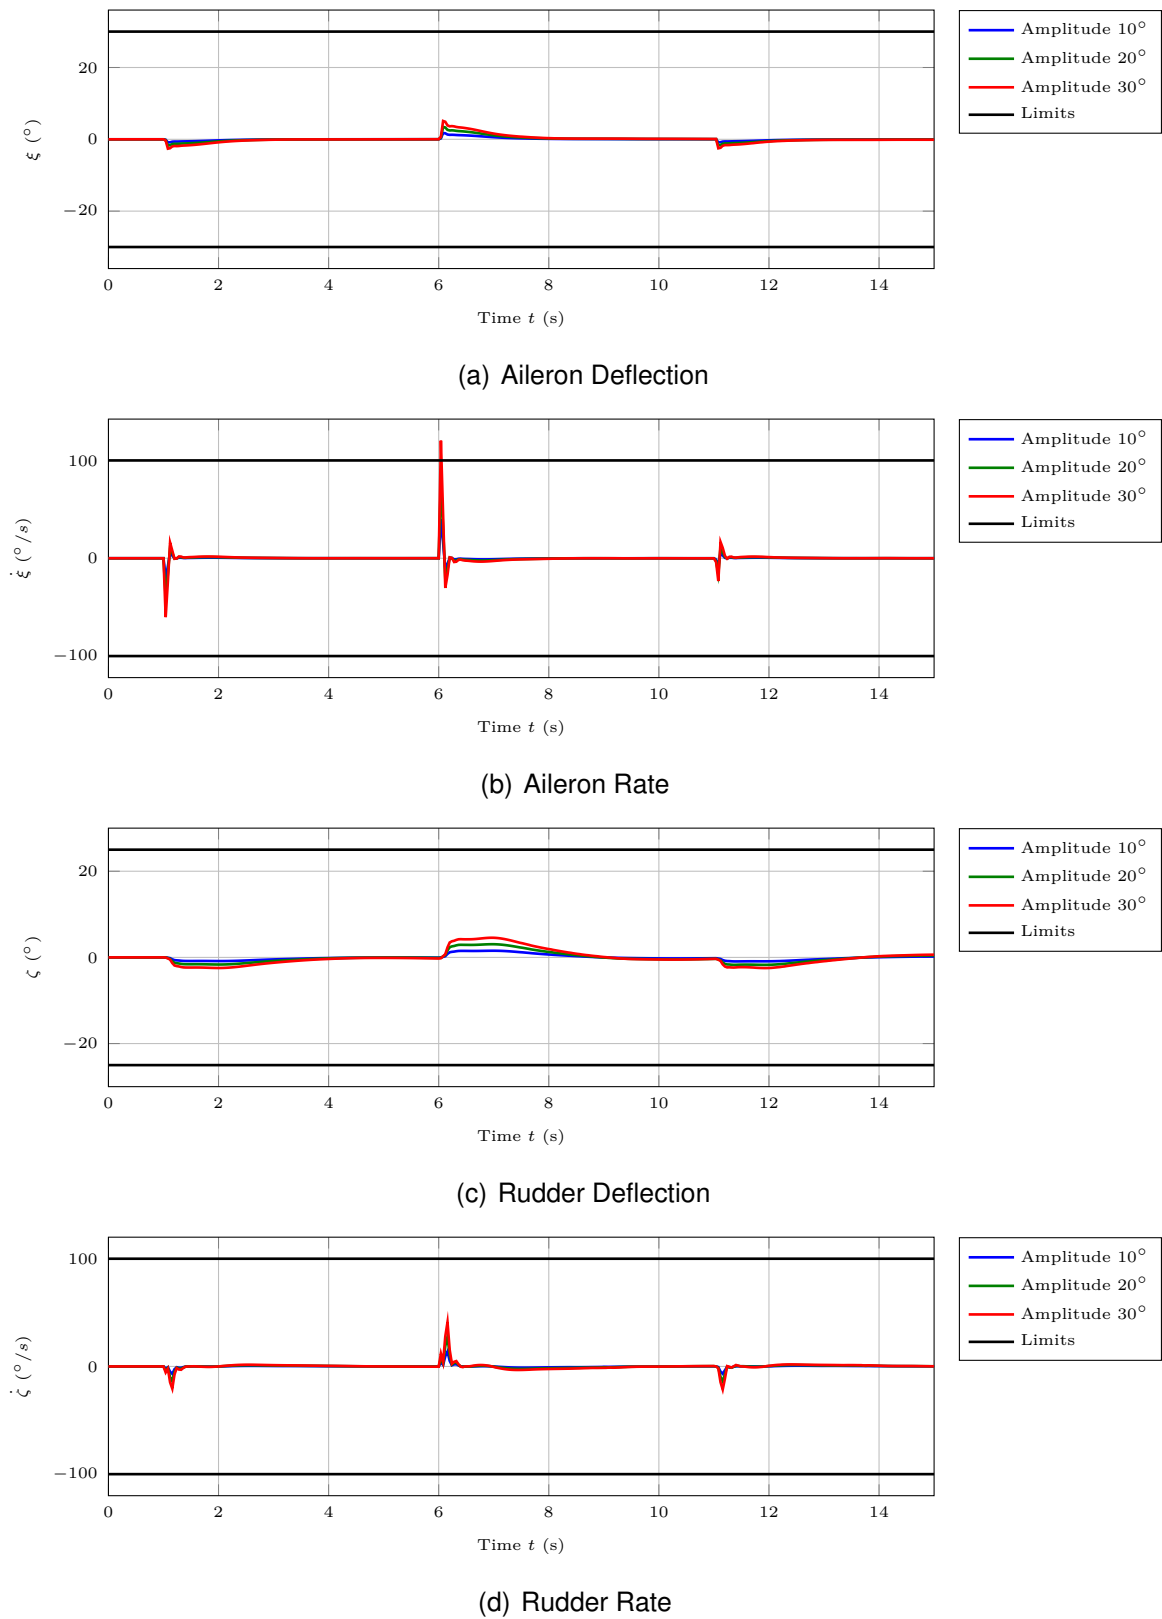 20
0
−20
ξ (°)
0 2 4 6 8 10 12 14
Time t (s)
Amplitude 10°
Amplitude 20°
Amplitude 30°
Limits
(a) Aileron Deflection
100
0
−100
ξ̇ (°/s)
0 2 4 6 8 10 12 14
Time t (s)
Amplitude 10°
Amplitude 20°
Amplitude 30°
Limits
(b) Aileron Rate
20
0
−20
ζ (°)
0 2 4 6 8 10 12 14
Time t (s)
Amplitude 10°
Amplitude 20°
Amplitude 30°
Limits
(c) Rudder Deflection
100
0
−100
ζ̇ (°/s)
0 2 4 6 8 10 12 14
Time t (s)
Amplitude 10°
Amplitude 20°
Amplitude 30°
Limits
(d) Rudder Rate